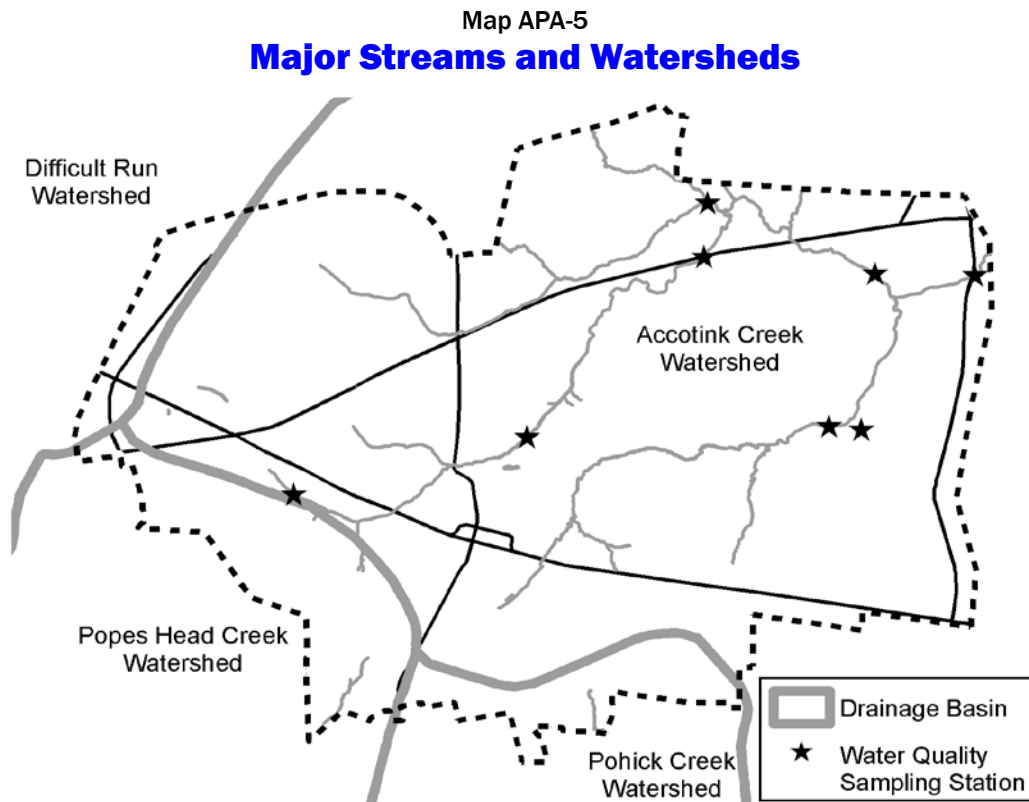 Map APA-5
Major Streams and Watersheds
Difficult Run
Watershed
Accotink Creek
Watershed
Popes Head Creek
Watershed
Pohick Creek
Watershed
Drainage Basin
Water Quality
Sampling Station